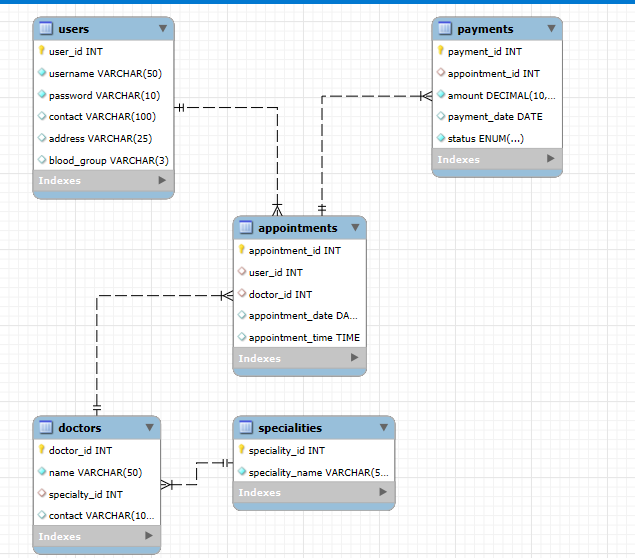 users
user_id INT
username VARCHAR(50)
password VARCHAR(10)
contact VARCHAR(100)
address VARCHAR(25)
blood_group VARCHAR(3)
Indexes
payments
payment_id INT
appointment_id INT
amount DECIMAL(10,...
payment_date DATE
status ENUM(...)
Indexes
appointments
appointment_id INT
user_id INT
doctor_id INT
appointment_date DA...
appointment_time TIME
Indexes
doctors
doctor_id INT
name VARCHAR(50)
specialty_id INT
contact VARCHAR(10...
Indexes
specialities
speciality_id INT
speciality_name VARCHAR(5...
Indexes